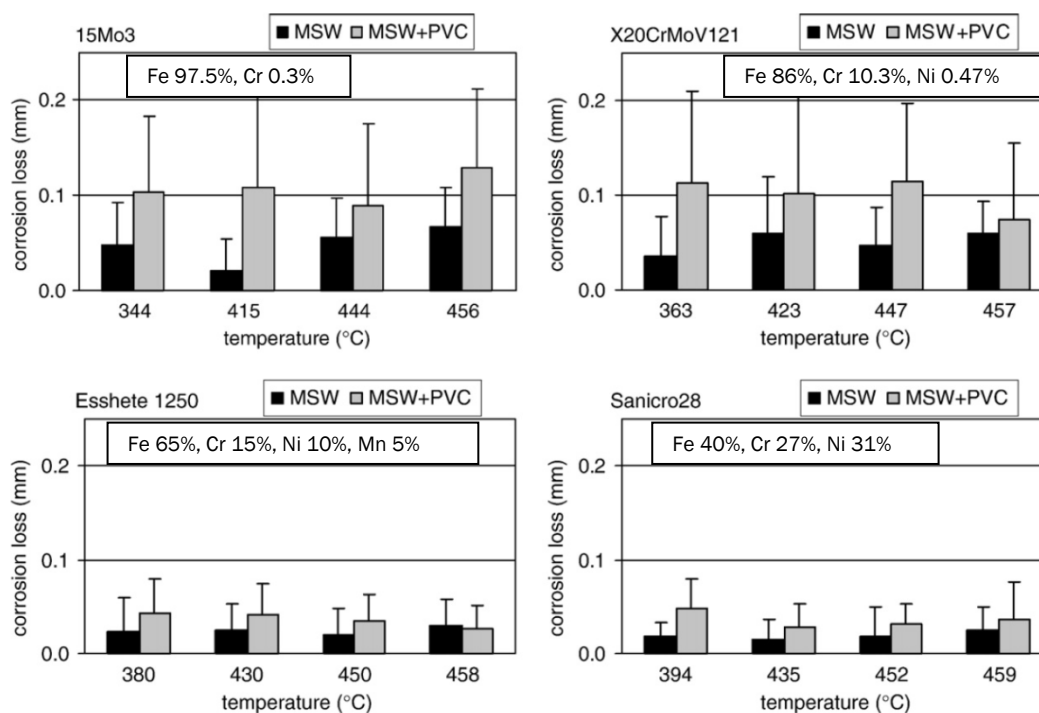 15Mo3
MSW MSW+PVC
Fe 97.5%, Cr 0.3%
corrosion loss (mm)
0.2
0.1
0.0
344 415 444 456
temperature (°C)
X20CrMoV121
MSW MSW+PVC
Fe 86%, Cr 10.3%, Ni 0.47%
corrosion loss (mm)
0.2
0.1
0.0
363 423 447 457
temperature (°C)
Esshete 1250
MSW MSW+PVC
Fe 65%, Cr 15%, Ni 10%, Mn 5%
corrosion loss (mm)
0.2
0.1
0.0
380 430 450 458
temperature (°C)
Sanicro28
MSW MSW+PVC
Fe 40%, Cr 27%, Ni 31%
corrosion loss (mm)
0.2
0.1
0.0
394 435 452 459
temperature (°C)